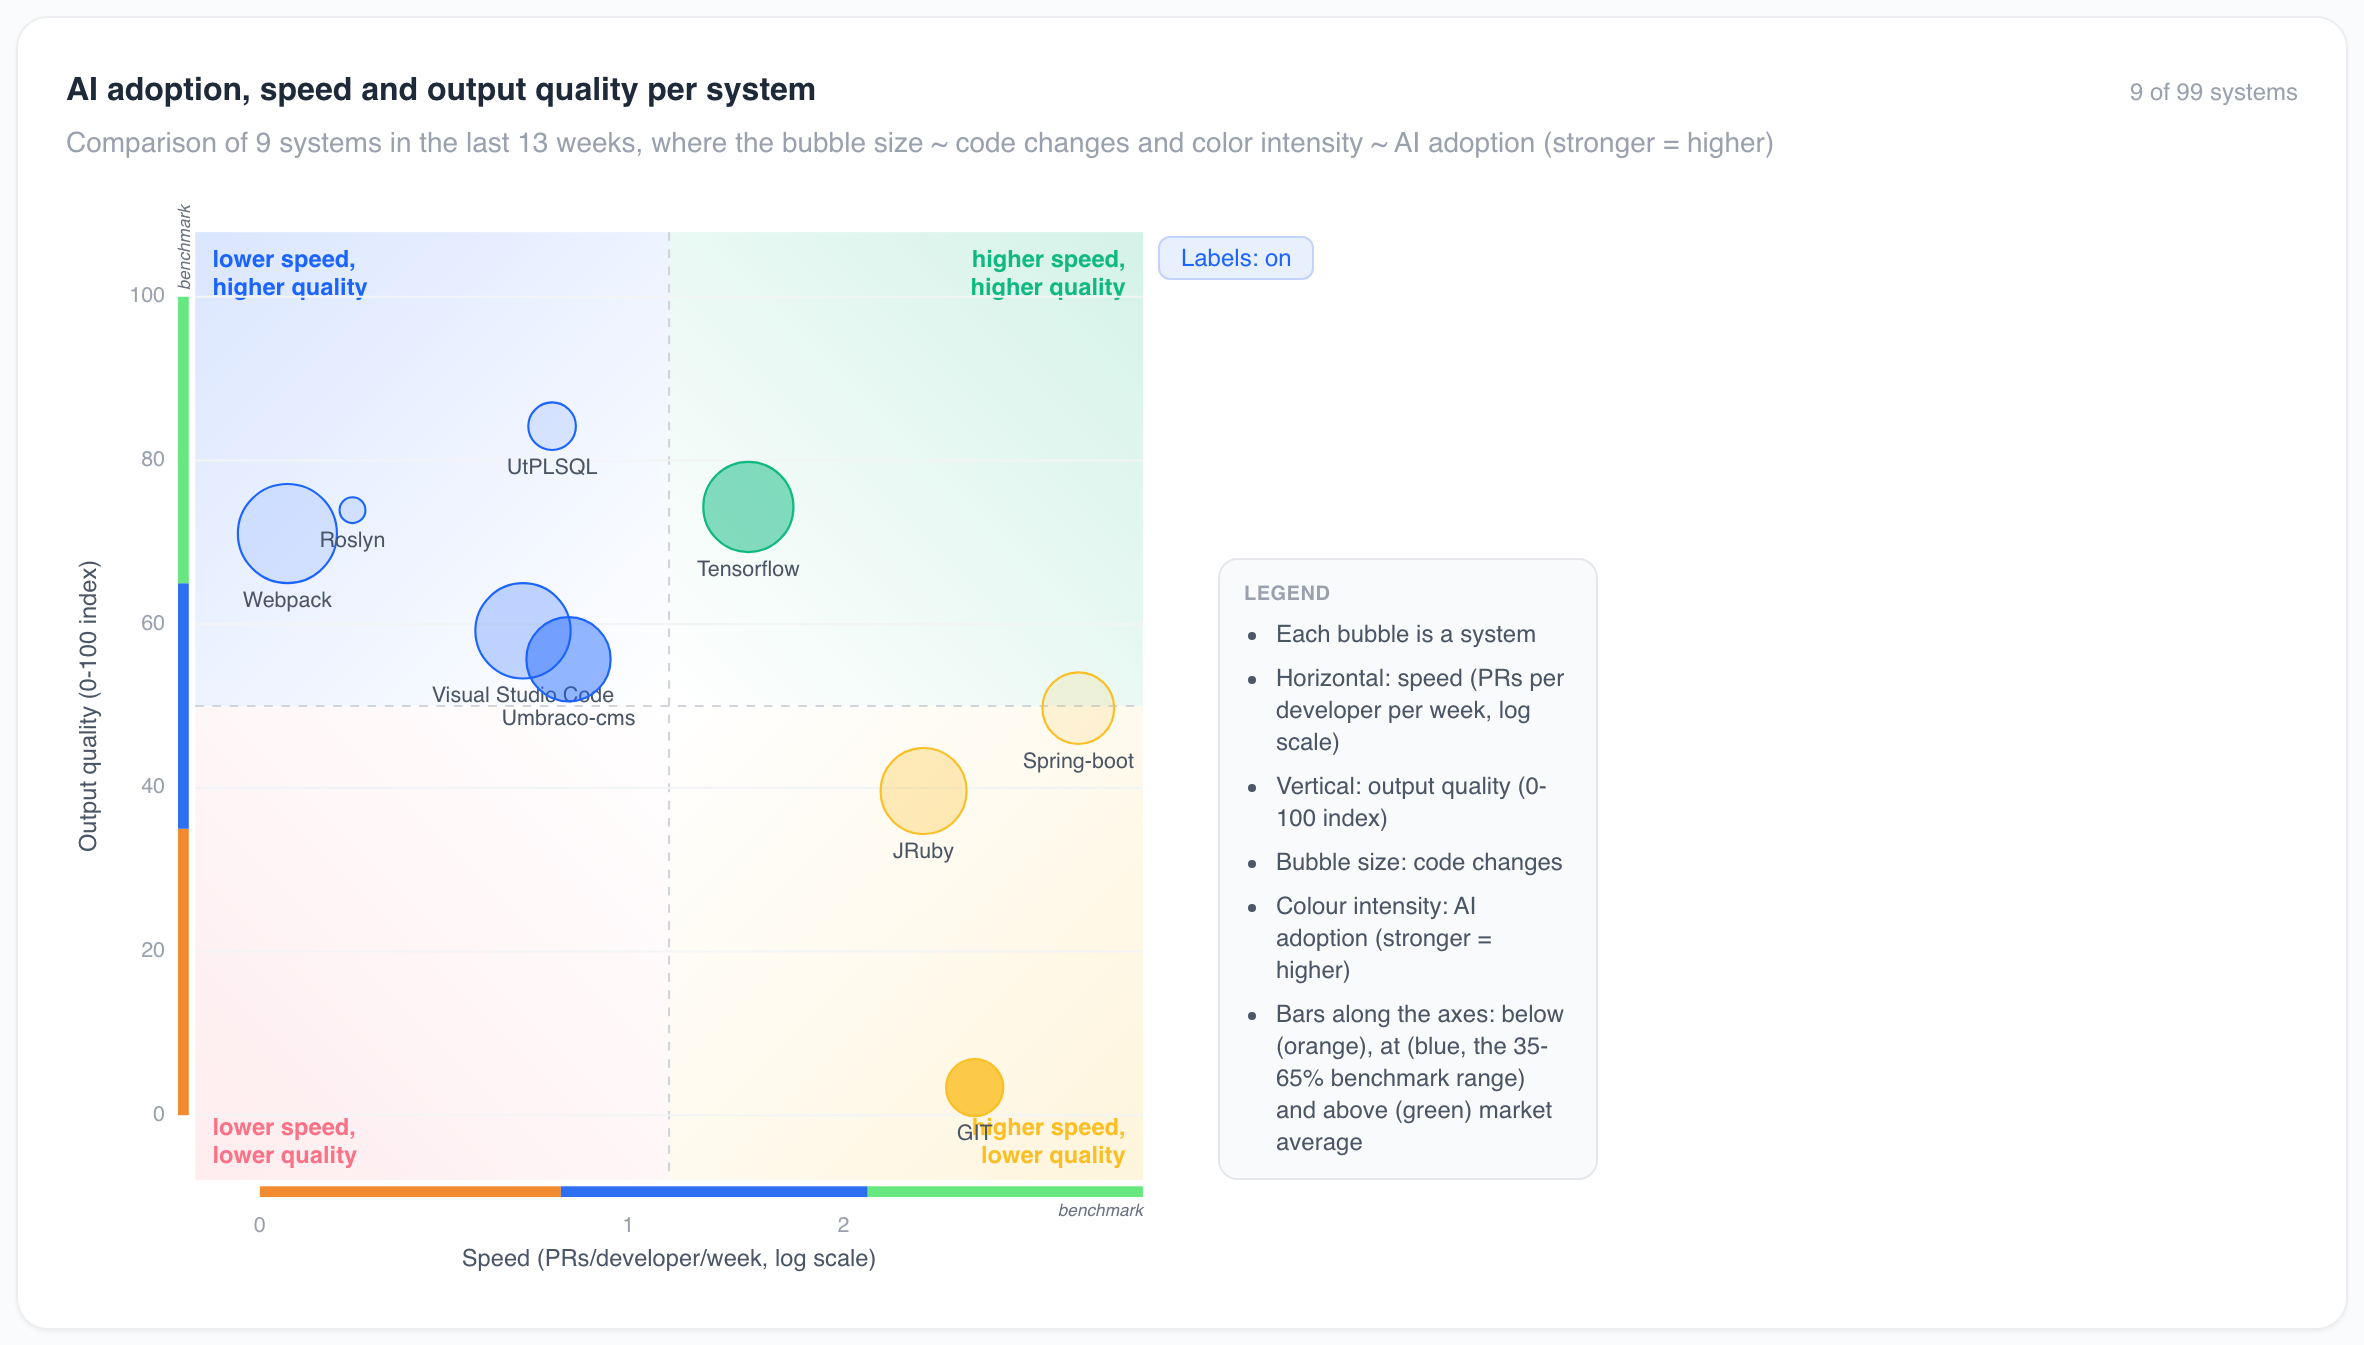 AI adoption, speed and output quality per system
9 of 99 systems
Comparison of 9 systems in the last 13 weeks, where the bubble size ~ code changes and color intensity ~ AI adoption (stronger = higher)
benchmark
lower speed,
higher quality
higher speed,
higher quality
Labels: on
100
80
60
40
20
0
Output quality (0-100 index)
UtPLSQL
Roslyn
Webpack
Tensorflow
Visual Studio Code
Umbraco-cms
Spring-boot
JRuby
GIT
lower speed,
lower quality
higher speed,
lower quality
benchmark
0
1
2
Speed (PRs/developer/week, log scale)
LEGEND
• Each bubble is a system
• Horizontal: speed (PRs per
developer per week, log
scale)
• Vertical: output quality (0-
100 index)
• Bubble size: code changes
• Colour intensity: AI
adoption (stronger =
higher)
• Bars along the axes: below
(orange), at (blue, the 35-
65% benchmark range)
and above (green) market
average